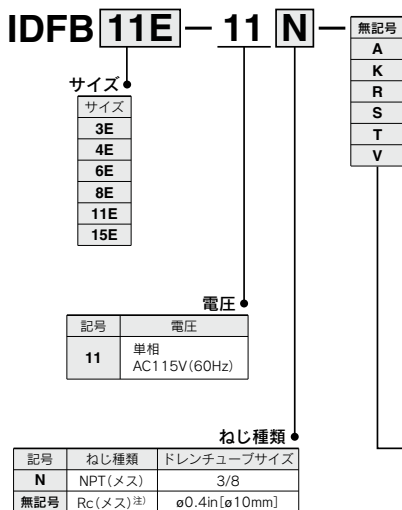 IDFB 11E — 11 N —
無記号
A
K
R
S
T
V
サイズ
サイズ
3E
4E
6E
8E
11E
15E
電圧
記号 電圧
11 単相
AC115V(60Hz)
ねじ種類
記号 ねじ種類 ドレンチューブサイズ
N NPT(メス) 3/8
無記号 Rc(メス)注) ø0.4in[ø10mm]